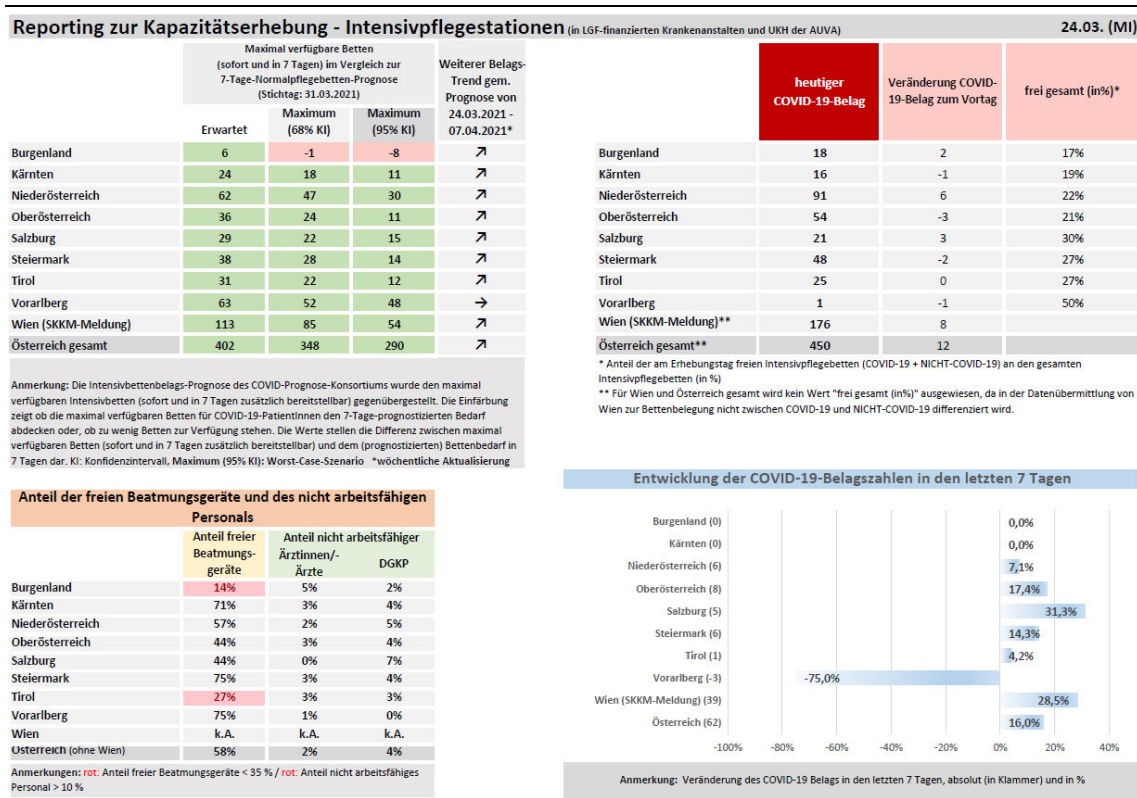 Reporting zur Kapazitätserhebung - Intensivpflegestationen (in LGF-finanzierten Krankenanstalten und UKH der AUVA) 24.03. (MI)
Maximal verfügbare Betten
(sofort und in 7 Tagen) im Vergleich zur
7-Tage-Normalpflegebetten-Prognose
(Stichtag: 31.03.2021)
Weiterer Belags-
Trend gem.
Prognose von
24.03.2021 -
07.04.2021*
Erwartet Maximum (68% KI) Maximum (95% KI)
Burgenland 6 -1 -8 ↗
Kärnten 24 18 11 ↗
Niederösterreich 62 47 30 ↗
Oberösterreich 36 24 11 ↗
Salzburg 29 22 15 ↗
Steiermark 38 28 14 ↗
Tirol 31 22 12 ↗
Vorarlberg 63 52 48 →
Wien (SKKM-Meldung) 113 85 54 ↗
Österreich gesamt 402 348 290 ↗
Anmerkung: Die Intensivbettenbelags-Prognose des COVID-Prognose-Konsortiums wurde den maximal
verfügbaren Intensivbetten (sofort und in 7 Tagen zusätzlich bereitstellbar) gegenübergestellt. Die Einfärbung
zeigt ob die maximal verfügbaren Betten für COVID-19-PatientInnen den 7-Tage-prognostizierten Bedarf
abdecken oder, ob zu wenig Betten zur Verfügung stehen. Die Werte stellen die Differenz zwischen maximal
verfügbaren Betten (sofort und in 7 Tagen zusätzlich bereitstellbar) und dem (prognostizierten) Bettenbedarf in
7 Tagen dar. KI: Konfidenzintervall, Maximum (95% KI): Worst-Case-Szenario *wöchentliche Aktualisierung
heutiger
COVID-19-Belag
Veränderung COVID-
19-Belag zum Vortag
frei gesamt (in%)*
Burgenland 18 2 17%
Kärnten 16 -1 19%
Niederösterreich 91 6 22%
Oberösterreich 54 -3 21%
Salzburg 21 3 30%
Steiermark 48 -2 27%
Tirol 25 0 27%
Vorarlberg 1 -1 50%
Wien (SKKM-Meldung)** 176 8
Österreich gesamt** 450 12
* Anteil der am Erhebungstag freien Intensivpflegebetten (COVID-19 + NICHT-COVID-19) an den gesamten
Intensivpflegebetten (in %)
** Für Wien und Österreich gesamt wird kein Wert "frei gesamt (in%)" ausgewiesen, da in der Datenübermittlung von
Wien zur Bettenbelegung nicht zwischen COVID-19 und NICHT-COVID-19 differenziert wird.
Anteil der freien Beatmungsgeräte und des nicht arbeitsfähigen
Personals
Anteil freier
Beatmungs-
geräte
Anteil nicht arbeitsfähiger
Ärztinnen/-
Ärzte
DGKP
Burgenland 14% 5% 2%
Kärnten 71% 3% 4%
Niederösterreich 57% 2% 5%
Oberösterreich 44% 3% 4%
Salzburg 44% 0% 7%
Steiermark 75% 3% 4%
Tirol 27% 3% 3%
Vorarlberg 75% 1% 0%
Wien k.A. k.A. k.A.
Österreich (ohne Wien) 58% 2% 4%
Anmerkungen: rot: Anteil freier Beatmungsgeräte < 35 % / rot: Anteil nicht arbeitsfähiges
Personal > 10 %
Entwicklung der COVID-19-Belagszahlen in den letzten 7 Tagen
Burgenland (0) 0,0%
Kärnten (0) 0,0%
Niederösterreich (6) 7,1%
Oberösterreich (8) 17,4%
Salzburg (5) 31,3%
Steiermark (6) 14,3%
Tirol (1) 4,2%
Vorarlberg (-3) -75,0%
Wien (SKKM-Meldung) (39) 28,5%
Österreich (62) 16,0%
-100% -80% -60% -40% -20% 0% 20% 40%
Anmerkung: Veränderung des COVID-19 Belags in den letzten 7 Tagen, absolut (in Klammer) und in %